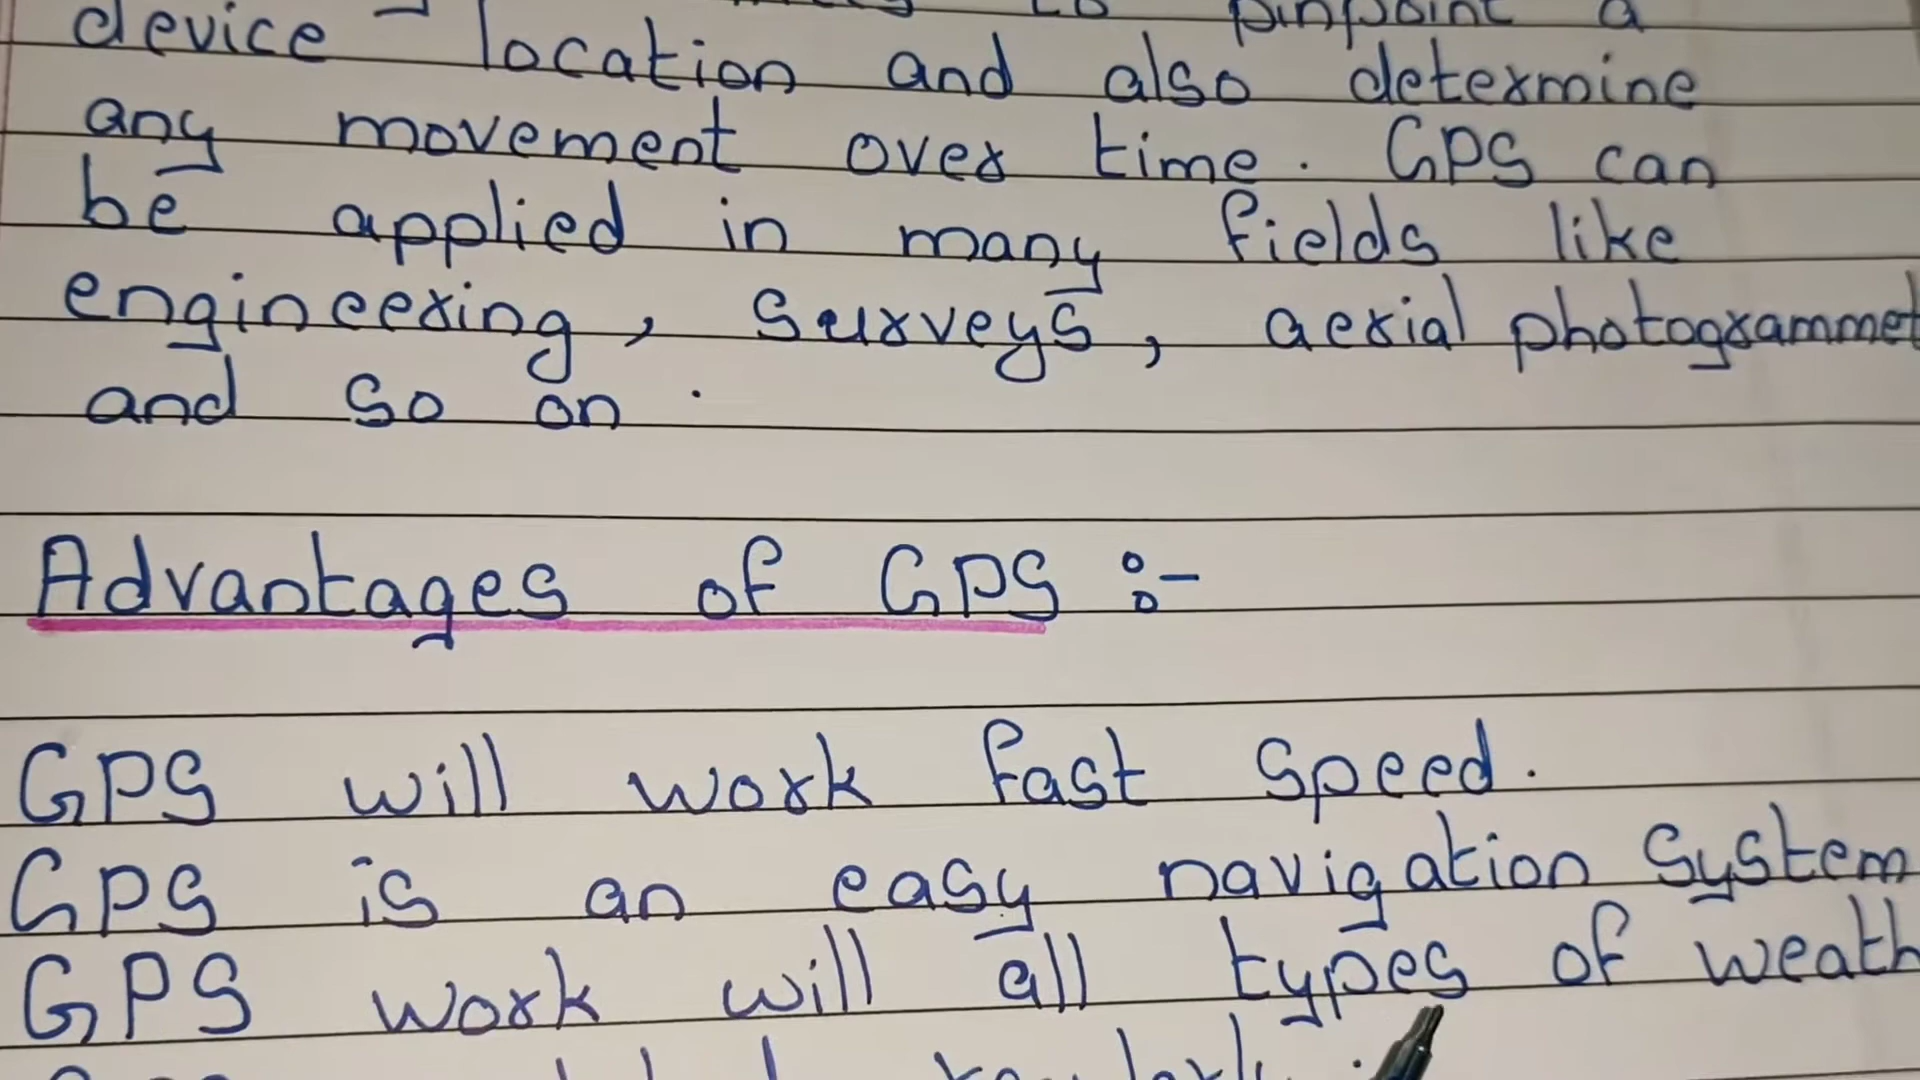 pinpoint a
device location and also determine
any movement over time. GPS can
be applied in many fields like
engineering, surveys, aerial photogrammet
and so on.
Advantages of GPS :-
GPS will work fast speed.
GPS is an easy navigation system
GPS work will all types of weath